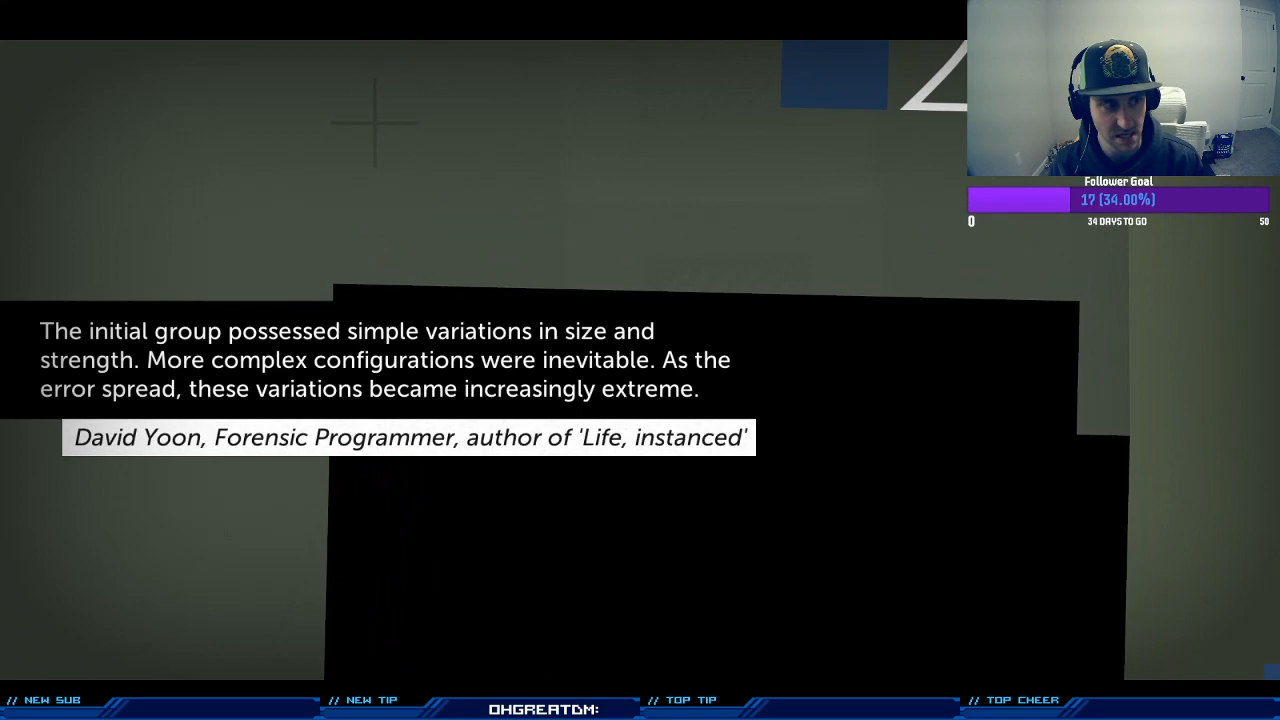 Follower Goal
17 (34.00%)
0
34 DAYS TO GO
50
The initial group possessed simple variations in size and
strength. More complex configurations were inevitable. As the
error spread, these variations became increasingly extreme.
David Yoon, Forensic Programmer, author of 'Life, instanced'
// NEW SUB
// NEW TIP
// TOP TIP
// TOP CHEER
OHGREATDM: